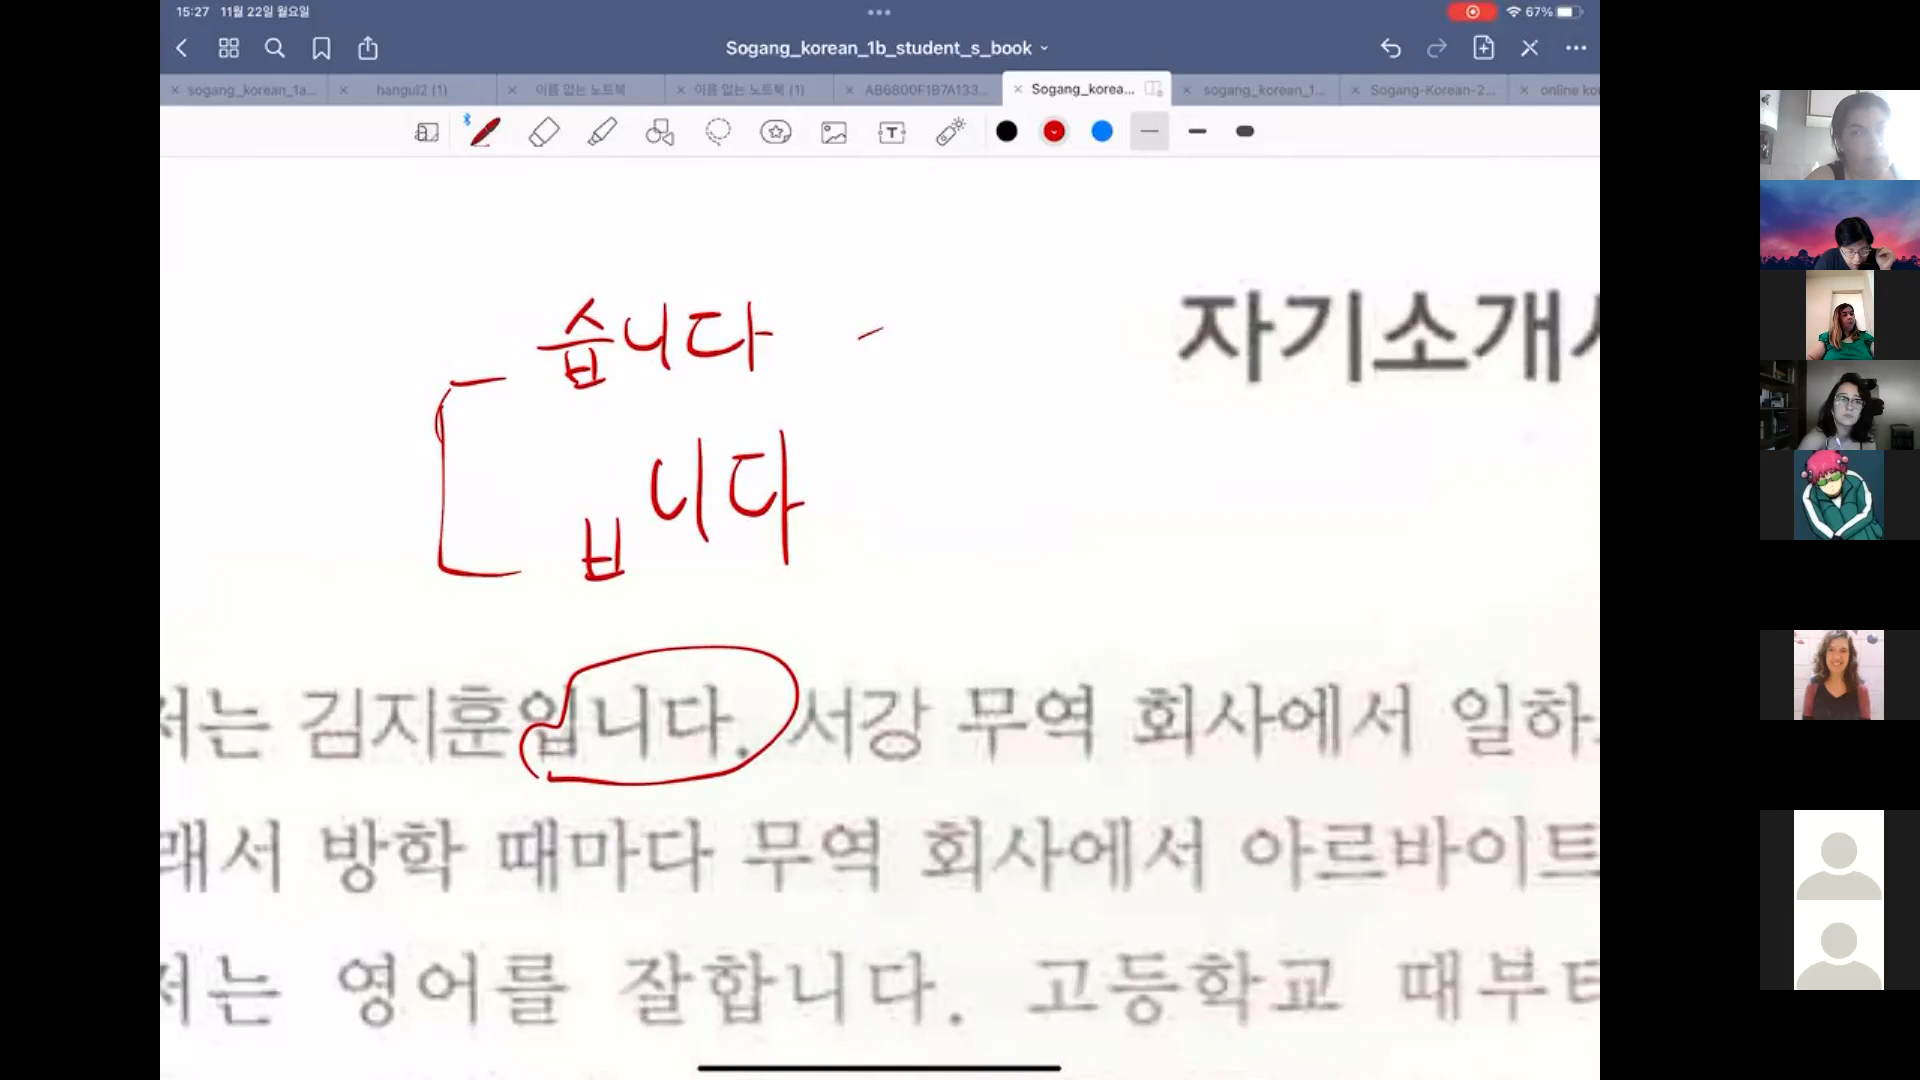 15:27 11월 22일 월요일
67%
Sogang_korean_1b_student_s_book
sogang_korean_1a...
hangul2 (1)
이름 없는 노트북
이름 없는 노트북 (1)
AB6800F1B7A133...
Sogang_korea...
sogang_korean_1...
Sogang-Korean-2...
online ko
습니다
자기소개서
ㅂ니다
저는 김지훈입니다. 서강 무역 회사에서 일하
래서 방학 때마다 무역 회사에서 아르바이트
저는 영어를 잘합니다. 고등학교 때부터